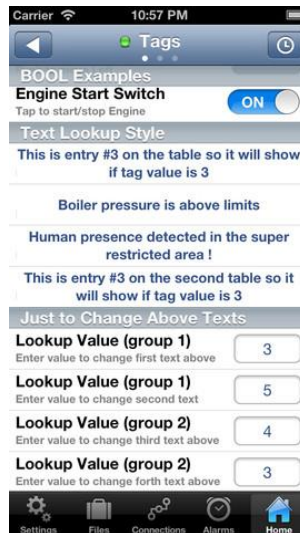 Carrier 10:57 PM
Tags
BOOL Examples
Engine Start Switch
ON
Tap to start/stop Engine
Text Lookup Style
This is entry #3 on the table so it will show
if tag value is 3
Boiler pressure is above limits
Human presence detected in the super
restricted area !
This is entry #3 on the second table so it
will show if tag value is 3
Just to Change Above Texts
Lookup Value (group 1)
Enter value to change first text above
3
Lookup Value (group 1)
Enter value to change second text
5
Lookup Value (group 2)
Enter value to change third text above
4
Lookup Value (group 2)
Enter value to change forth text above
3
Settings Files Connections Alarms Home